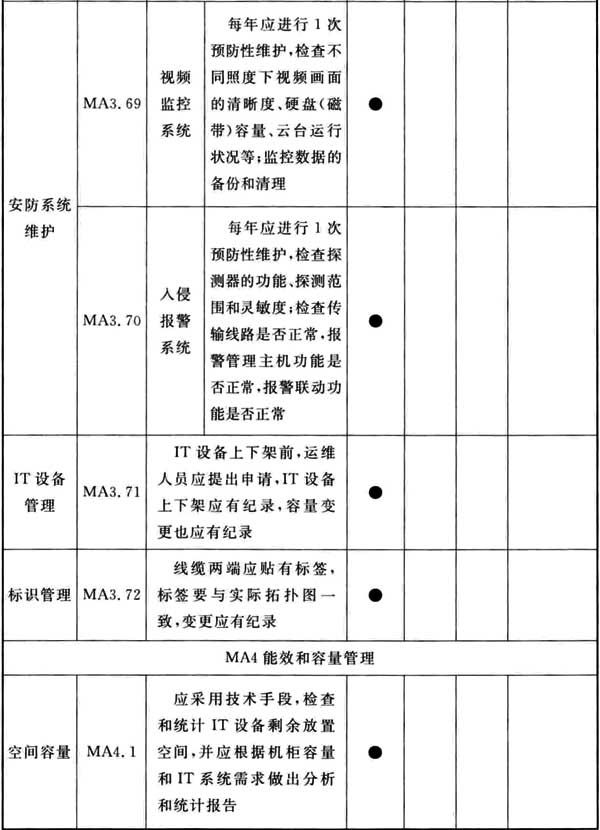 安防系统
维护
MA3.69
视频
监控
系统
每年应进行1次
预防性维护,检查不
同照度下视频画面
的清晰度、硬盘(磁
带)容量、云台运行
状况等;监控数据的
备份和清理
●
MA3.70
入侵
报警
系统
每年应进行1次
预防性维护,检查探
测器的功能、探测范
围和灵敏度;检查传
输线路是否正常,报
警管理主机功能是
否正常,报警联动功
能是否正常
●
IT设备
管理
MA3.71
IT设备上下架前,运维
人员应提出申请,IT设备
上下架应有纪录,容量变
更也应有纪录
●
标识管理
MA3.72
线缆两端应贴有标签,
标签要与实际拓扑图一
致,变更应有纪录
●
MA4能效和容量管理
空间容量
MA4.1
应采用技术手段,检查
和统计IT设备剩余放置
空间,并应根据机柜容量
和IT系统需求做出分析
和统计报告
●